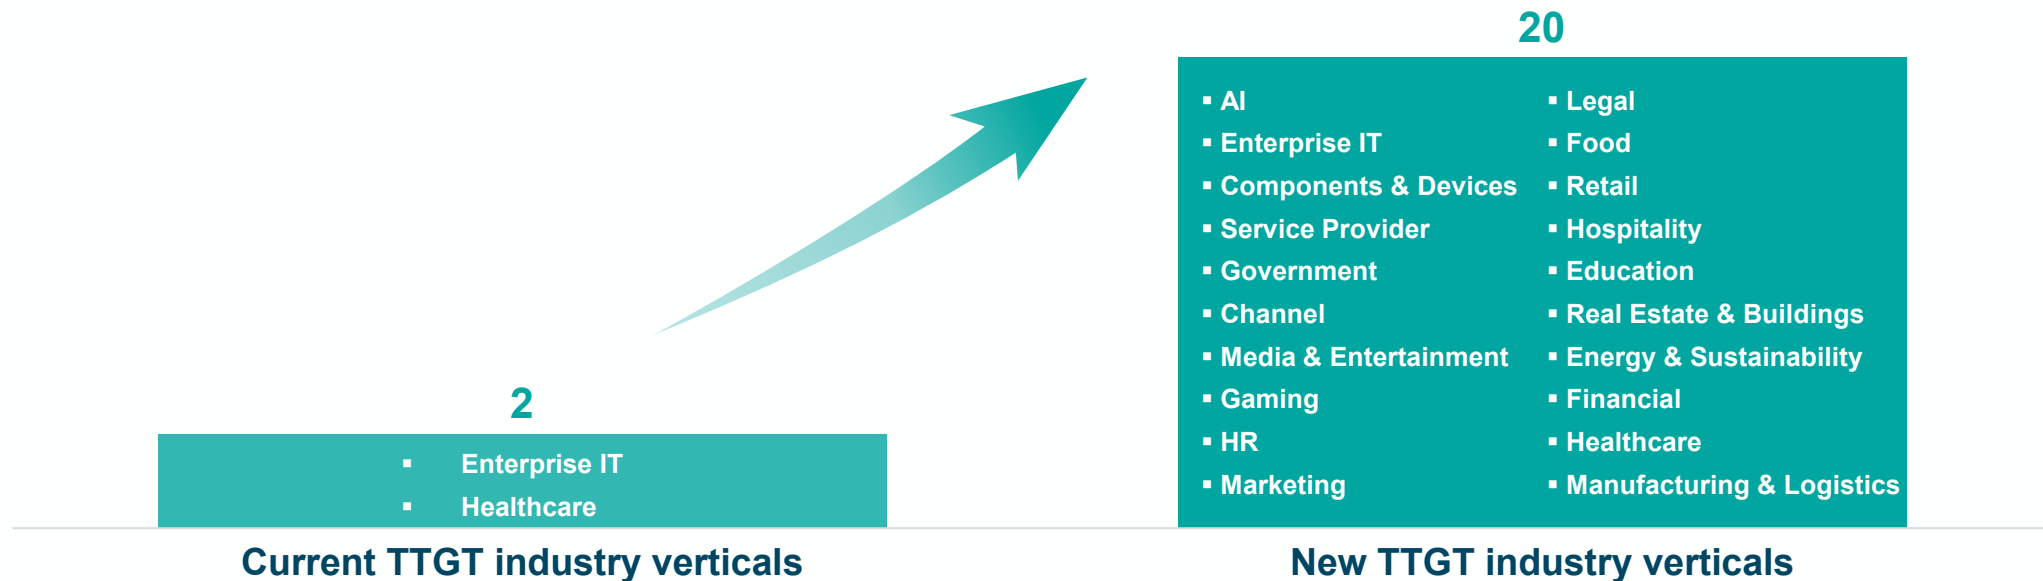 2
▪ Enterprise IT
▪ Healthcare
Current TTGT industry verticals
20
▪ AI
▪ Enterprise IT
▪ Components & Devices
▪ Service Provider
▪ Government
▪ Channel
▪ Media & Entertainment
▪ Gaming
▪ HR
▪ Marketing
▪ Legal
▪ Food
▪ Retail
▪ Hospitality
▪ Education
▪ Real Estate & Buildings
▪ Energy & Sustainability
▪ Financial
▪ Healthcare
▪ Manufacturing & Logistics
New TTGT industry verticals